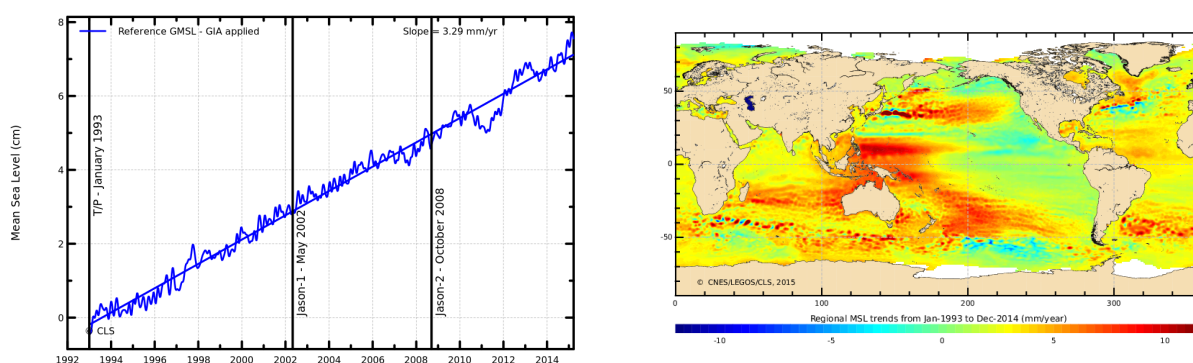 8
6
4
2
0
Mean Sea Level (cm)
Reference GMSL - GIA applied
Slope = 3.29 mm/yr
T/P - January 1993
Jason-1 - May 2002
Jason-2 - October 2008
© CLS
1992 1994 1996 1998 2000 2002 2004 2006 2008 2010 2012 2014
50
0
-50
© CNES/LEGOS/CLS, 2015
0 100 200 300
Regional MSL trends from Jan-1993 to Dec-2014 (mm/year)
-10 -5 0 5 10